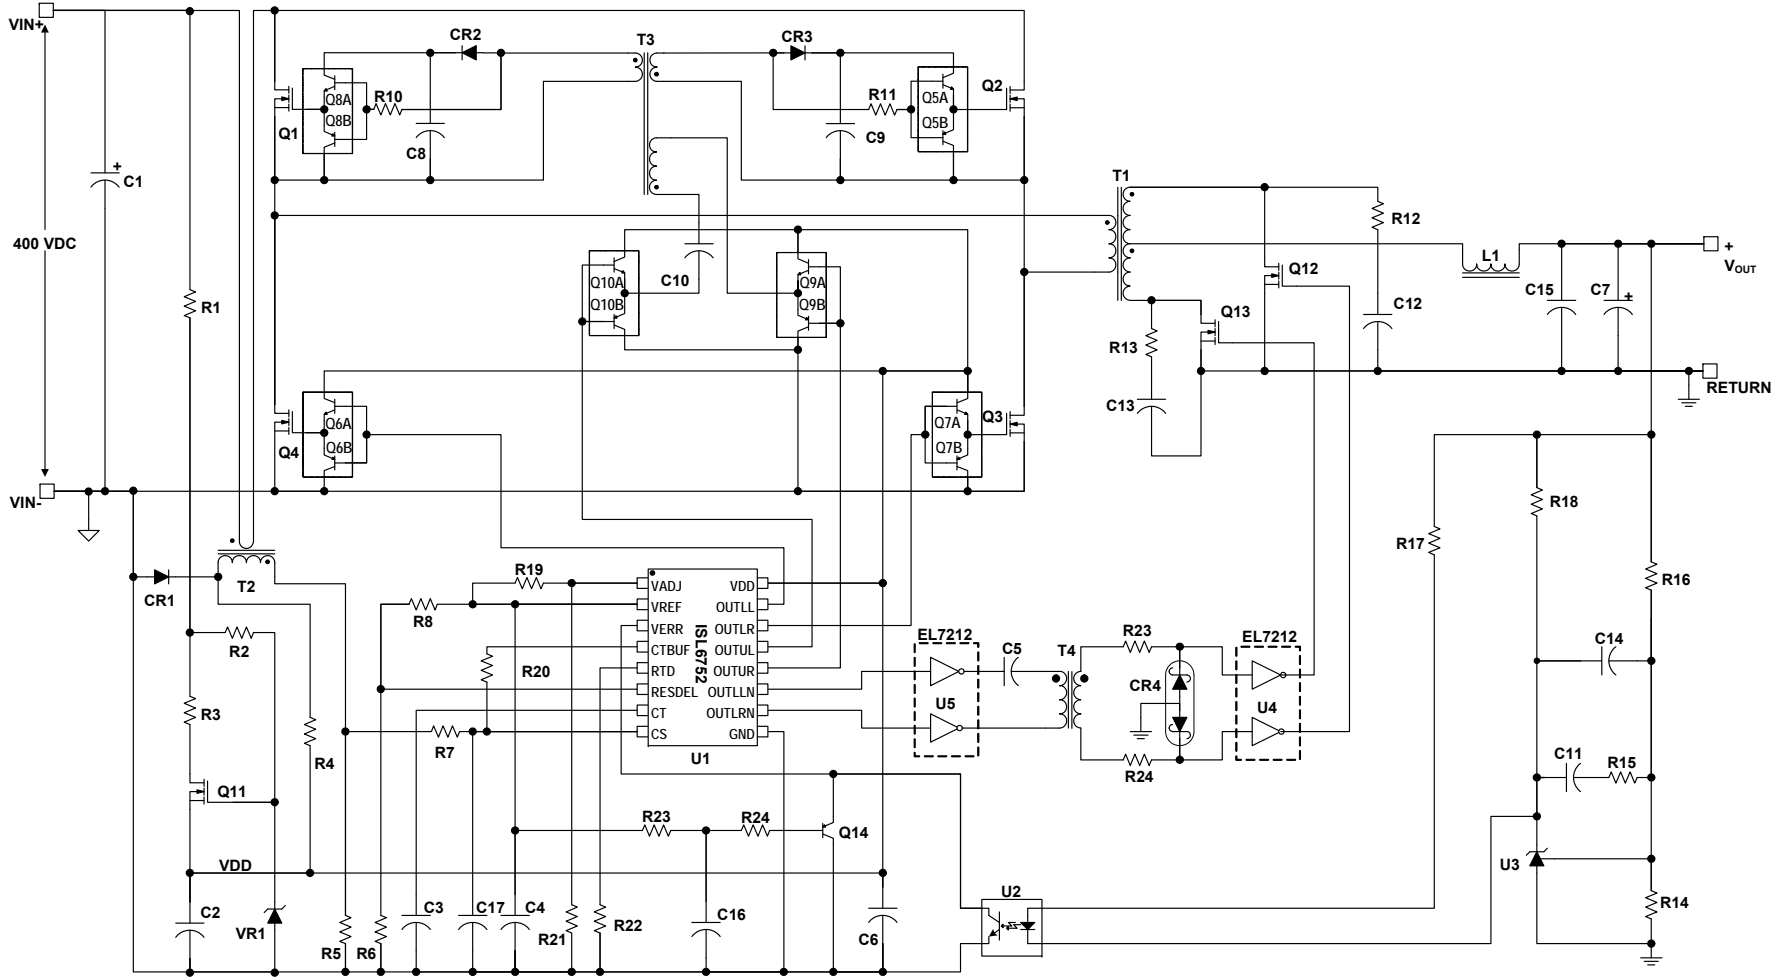 VIN+
CR2
T3
CR3
Q8A
Q8B
R10
Q1
C8
R11
C9
Q5A
Q5B
Q2
+
C1
T1
R12
400 VDC
Q10A
Q10B
C10
Q9A
Q9B
Q12
L1
+
VOUT
C15
C7
+
R1
Q13
C12
R13
RETURN
C13
Q4
Q6A
Q6B
Q7A
Q7B
Q3
VIN-
R18
R17
T2
CR1
R19
R8
R16
VADJ
VREF
VERR
CTBUF
RTD
RESDEL
CT
CS
ISL6752
VDD
OUTLL
OUTLR
OUTUL
OUTUR
OUTLLN
OUTLRN
GND
U1
R2
R20
EL7212
U5
C5
T4
R23
CR4
R24
EL7212
U4
C14
R3
R4
R7
C11
R15
Q11
R23
R24
Q14
U3
VDD
C2
VR1
R5
R6
C3
C17
C4
R21
R22
C16
C6
U2
R14